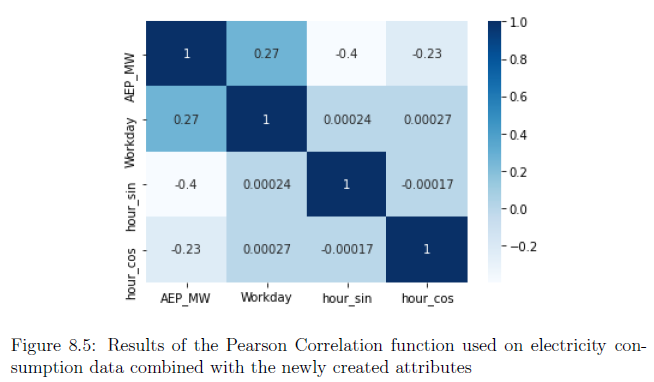 AEP_MW 1 0.27 -0.4 -0.23
Workday 0.27 1 0.00024 0.00027
hour_sin -0.4 0.00024 1 -0.00017
hour_cos -0.23 0.00027 -0.00017 1
AEP_MW Workday hour_sin hour_cos
1.0
0.8
0.6
0.4
0.2
0.0
−0.2
Figure 8.5: Results of the Pearson Correlation function used on electricity con-
sumption data combined with the newly created attributes